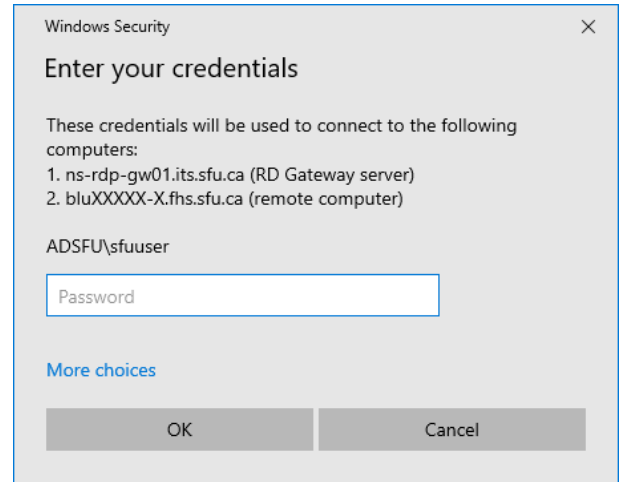 Windows Security
Enter your credentials
These credentials will be used to connect to the following
computers:
1. ns-rdp-gw01.its.sfu.ca (RD Gateway server)
2. bluXXXXX-X.fhs.sfu.ca (remote computer)
ADSFU\sfuuser
Password
More choices
OK
Cancel